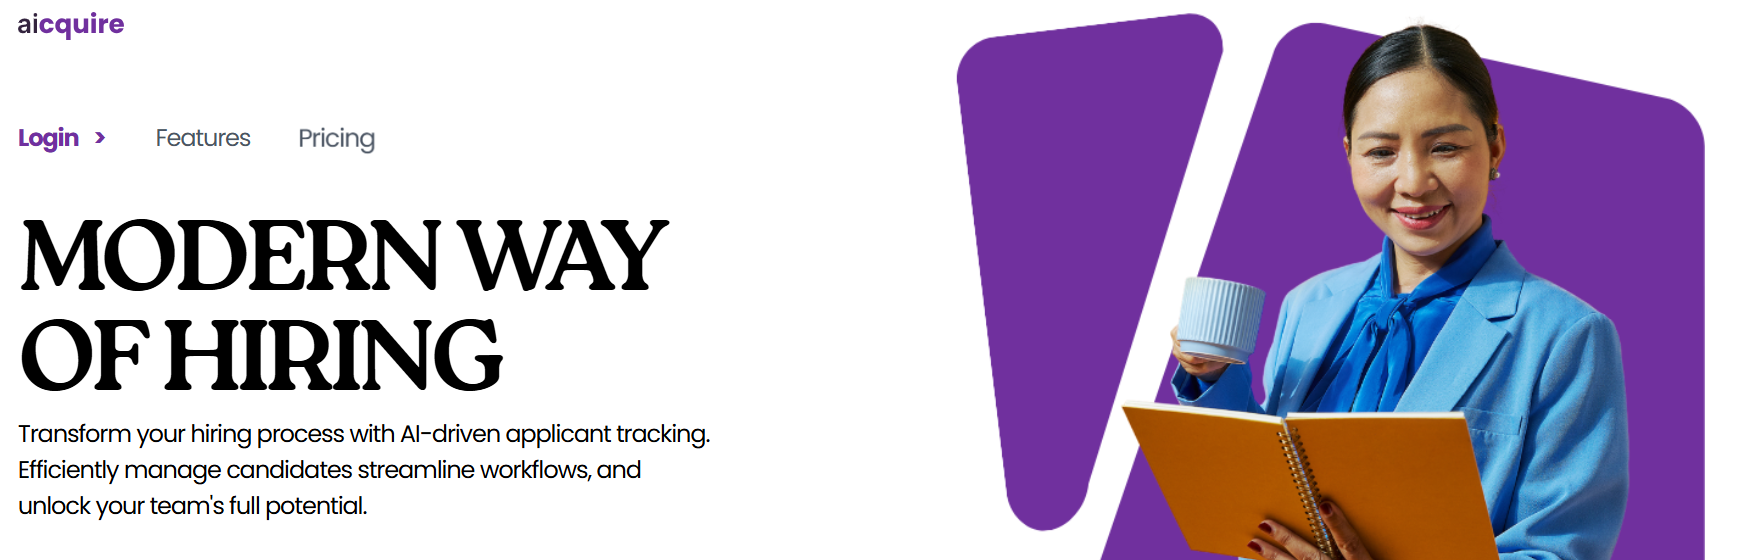 aicquire
Login > Features Pricing
MODERN WAY
OF HIRING
Transform your hiring process with AI-driven applicant tracking.
Efficiently manage candidates streamline workflows, and
unlock your team's full potential.